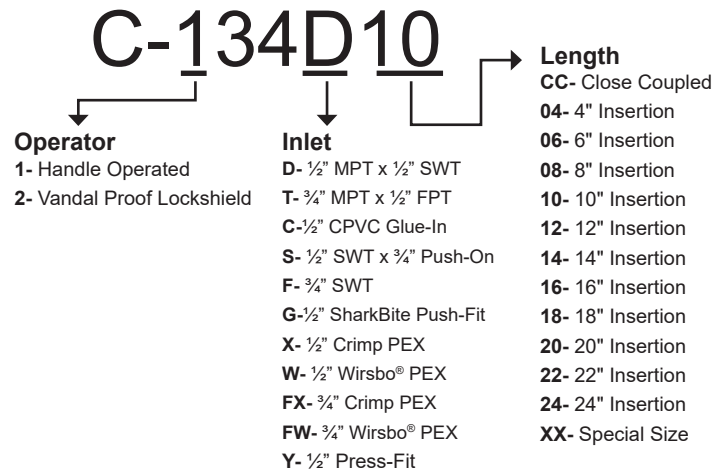 C-134D10
Operator
1- Handle Operated
2- Vandal Proof Lockshield
Inlet
D- ½” MPT x ½” SWT
T- ¾” MPT x ½” FPT
C-½” CPVC Glue-In
S- ½” SWT x ¾” Push-On
F- ¾” SWT
G-½” SharkBite Push-Fit
X- ½” Crimp PEX
W- ½” Wirsbo® PEX
FX- ¾” Crimp PEX
FW- ¾” Wirsbo® PEX
Y- ½” Press-Fit
Length
CC- Close Coupled
04- 4" Insertion
06- 6" Insertion
08- 8" Insertion
10- 10" Insertion
12- 12" Insertion
14- 14" Insertion
16- 16" Insertion
18- 18" Insertion
20- 20" Insertion
22- 22" Insertion
24- 24" Insertion
XX- Special Size